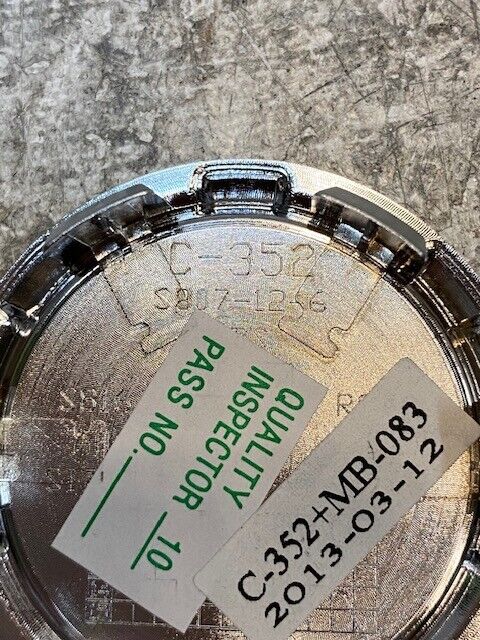 C-352
S807-1256
QUALITY
INSPECTOR 10
PASS NO.
C-352+MB-083
2013-03-12